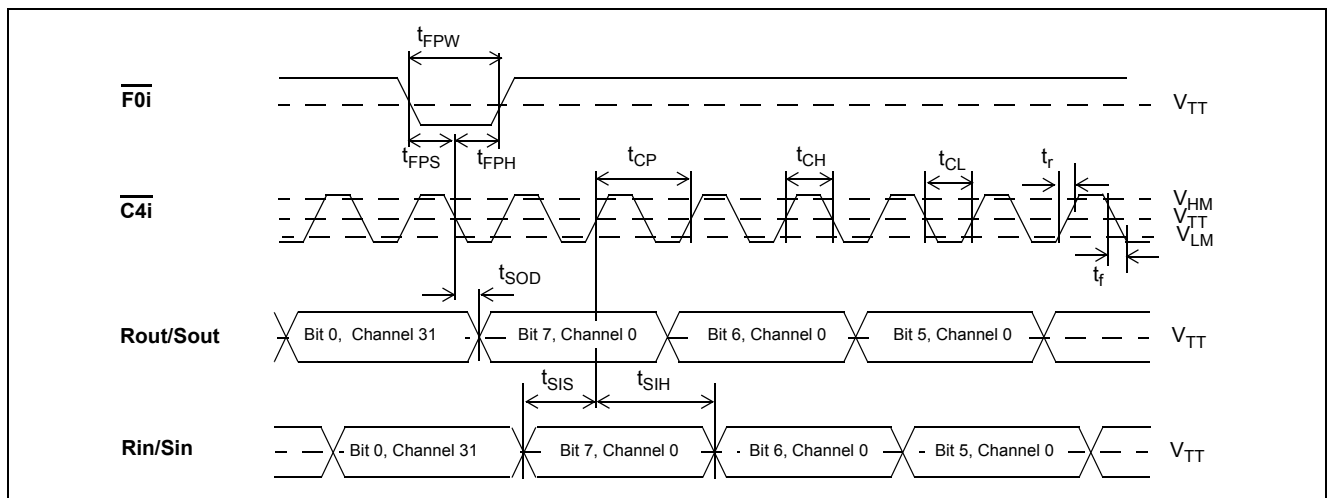 tFPW
F0i
VTT
tFPS
tFPH
tCP
tCH
tCL
tr
C4i
VHM
VTT
VLM
tf
tSOD
Rout/Sout
Bit 0, Channel 31
Bit 7, Channel 0
Bit 6, Channel 0
Bit 5, Channel 0
VTT
tSIS
tSIH
Rin/Sin
Bit 0, Channel 31
Bit 7, Channel 0
Bit 6, Channel 0
Bit 5, Channel 0
VTT